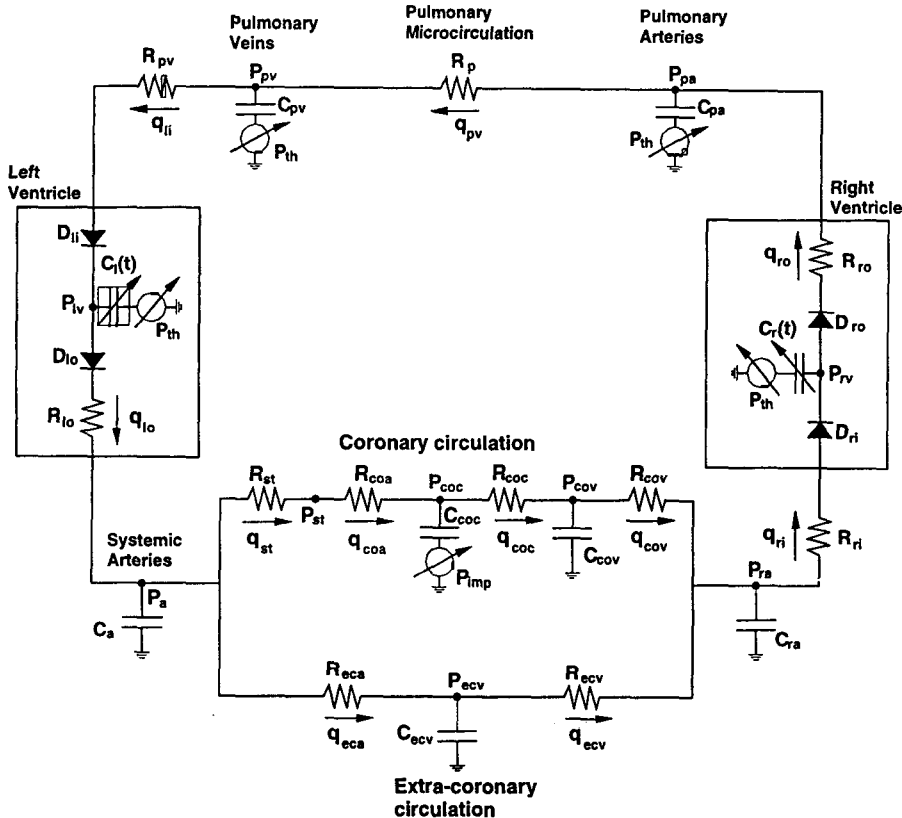 Pulmonary
Veins
Pulmonary
Microcirculation
Pulmonary
Arteries
R_pv
P_pv
R_p
P_pa
q_li
C_pv
P_th
q_pv
C_pa
P_th
Left
Ventricle
Right
Ventricle
D_li
C_l(t)
P_lv
P_th
D_lo
R_lo
q_lo
q_ro
R_ro
D_ro
C_r(t)
P_rv
P_th
D_ri
Coronary circulation
R_st
R_coa
P_coc
R_coc
P_cov
R_cov
P_st
C_coc
q_st
q_coa
q_coc
C_cov
q_cov
P_imp
q_ri
R_ri
Systemic
Arteries
P_a
C_a
P_ra
C_ra
R_eca
P_ecv
R_ecv
q_eca
C_ecv
q_ecv
Extra-coronary
circulation